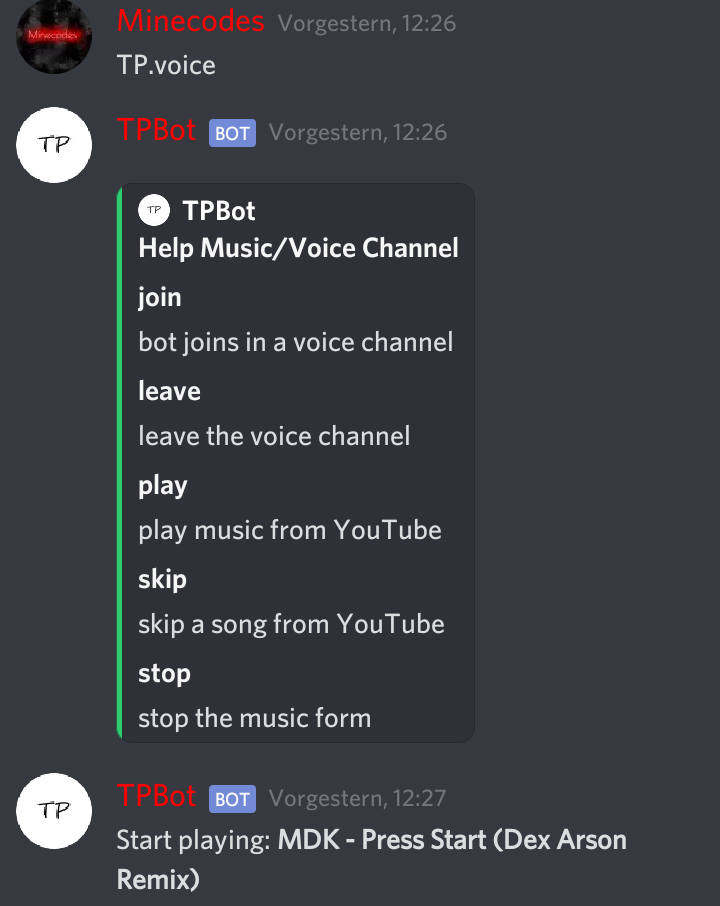 Minecodes Vorgestern, 12:26
Minecodes
TP.voice
TP
TPBot BOT Vorgestern, 12:26
TP TPBot
Help Music/Voice Channel
join
bot joins in a voice channel
leave
leave the voice channel
play
play music from YouTube
skip
skip a song from YouTube
stop
stop the music form
TP
TPBot BOT Vorgestern, 12:27
Start playing: MDK - Press Start (Dex Arson
Remix)